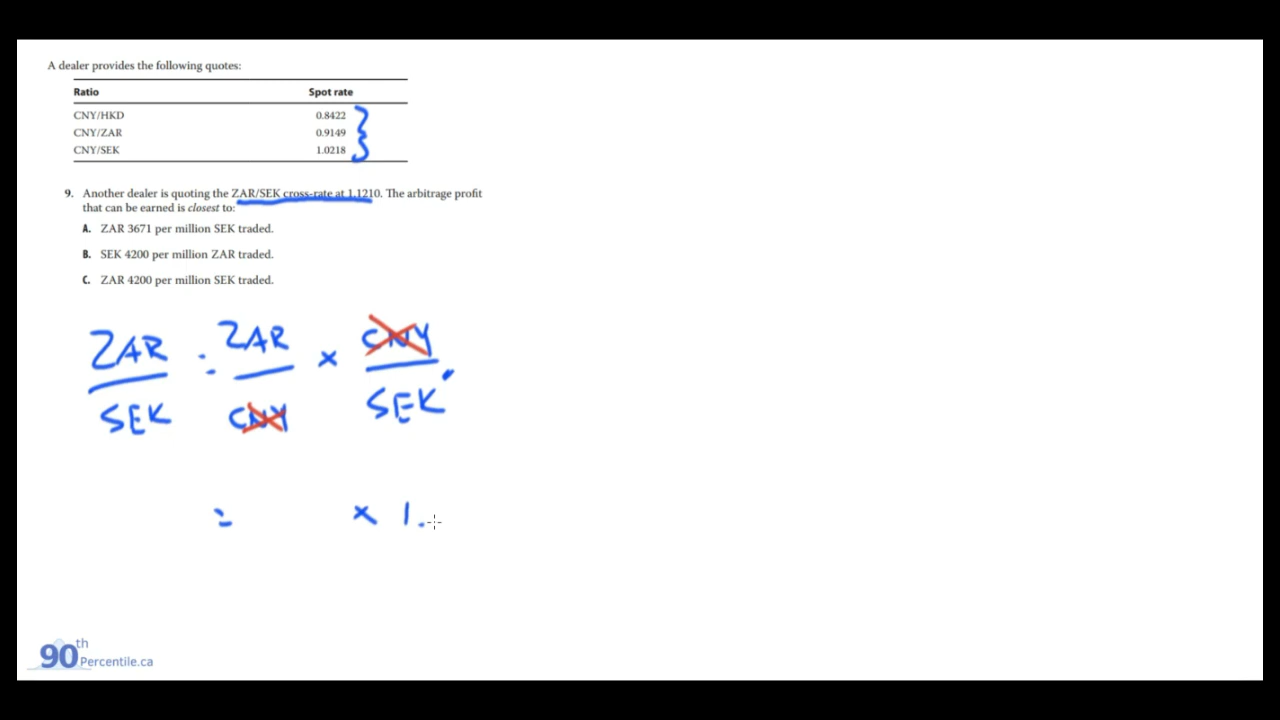 A dealer provides the following quotes:
Ratio Spot rate
CNY/HKD 0.8422
CNY/ZAR 0.9149
CNY/SEK 1.0218
9. Another dealer is quoting the ZAR/SEK cross-rate at 1.1210. The arbitrage profit
that can be earned is closest to:
A. ZAR 3671 per million SEK traded.
B. SEK 4200 per million ZAR traded.
C. ZAR 4200 per million SEK traded.
ZAR = ZAR × CNY
SEK CNY SEK
= × 1.
90th
Percentile.ca